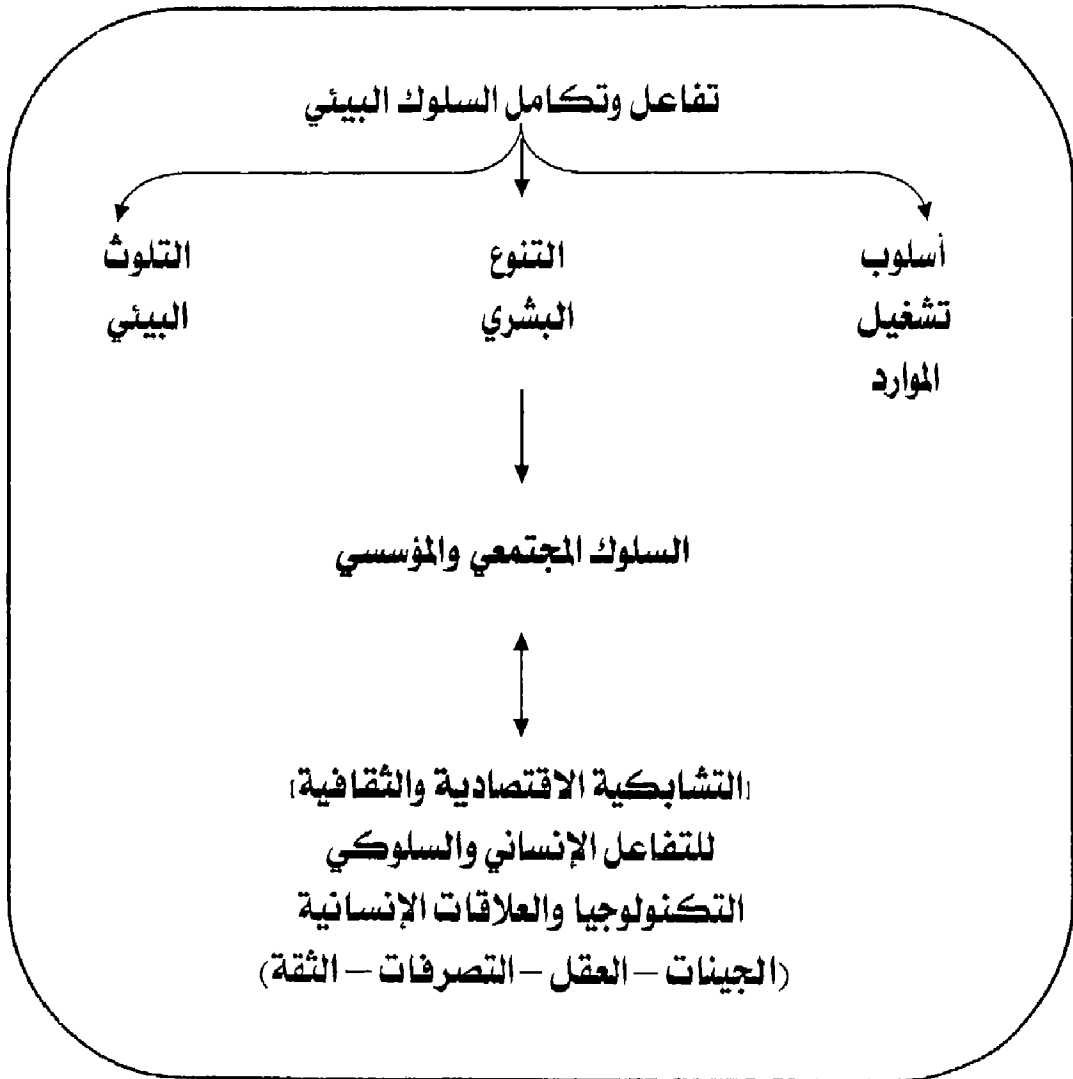 تفاعل وتكامل السلوك البيئي
أسلوب
تشغيل
الموارد
التنوع
البشري
التلوث
البيئي
السلوك المجتمعي والمؤسسي
[التشابكية الاقتصادية والثقافية]
للتفاعل الإنساني والسلوكي
التكنولوجيا والعلاقات الإنسانية
(الجينات – العقل – التصرفات – الثقة)